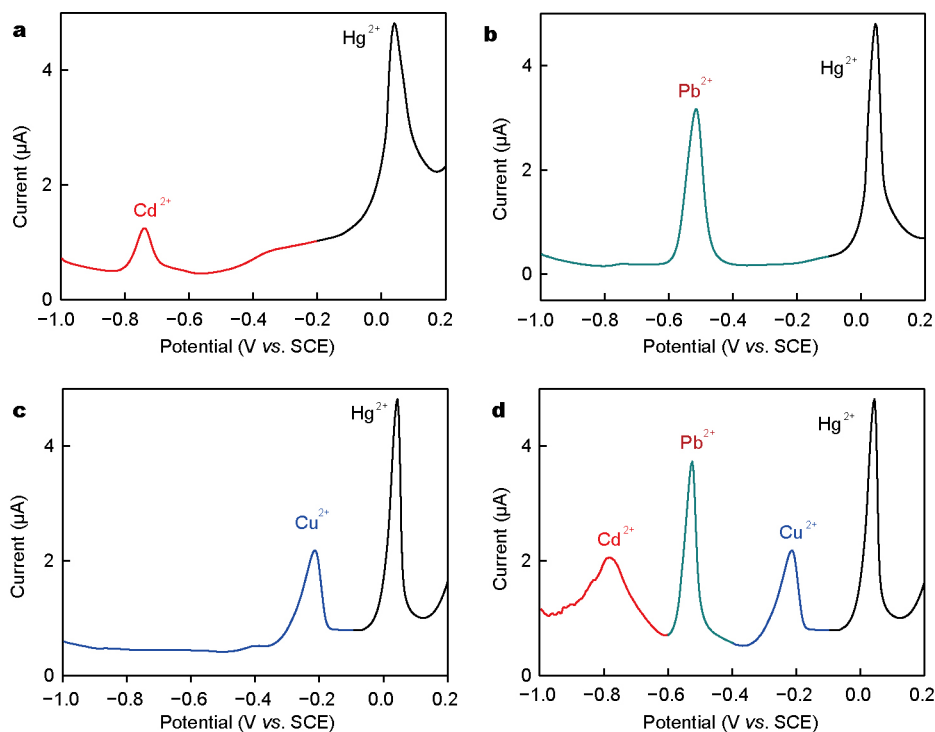 a
Hg2+
Cd2+
4
2
0
Current (µA)
−1.0 −0.8 −0.6 −0.4 −0.2 0.0 0.2
Potential (V vs. SCE)
b
Hg2+
Pb2+
4
2
0
Current (µA)
−1.0 −0.8 −0.6 −0.4 −0.2 0.0 0.2
Potential (V vs. SCE)
c
Hg2+
Cu2+
4
2
0
Current (µA)
−1.0 −0.8 −0.6 −0.4 −0.2 0.0 0.2
Potential (V vs. SCE)
d
Hg2+
Pb2+
Cd2+
Cu2+
4
2
0
Current (µA)
−1.0 −0.8 −0.6 −0.4 −0.2 0.0 0.2
Potential (V vs. SCE)